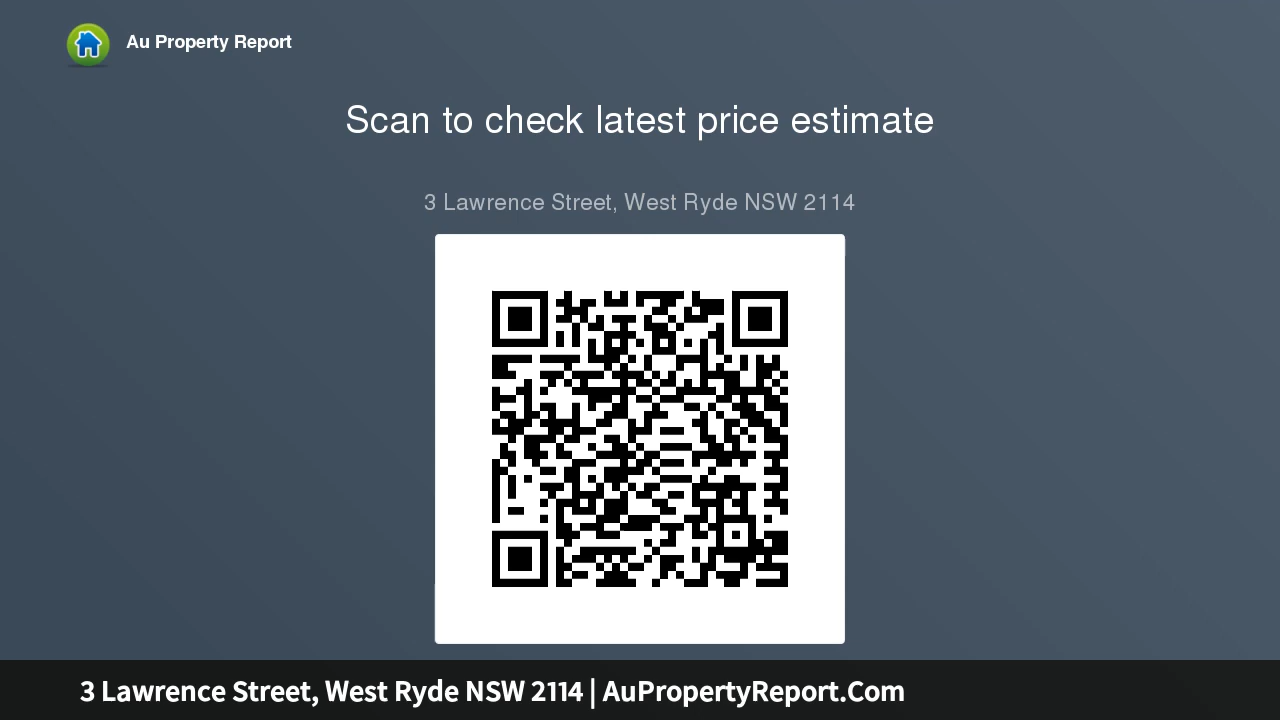 Au Property Report
Scan to check latest price estimate
3 Lawrence Street, West Ryde NSW 2114
3 Lawrence Street, West Ryde NSW 2114 | AuPropertyReport.Com